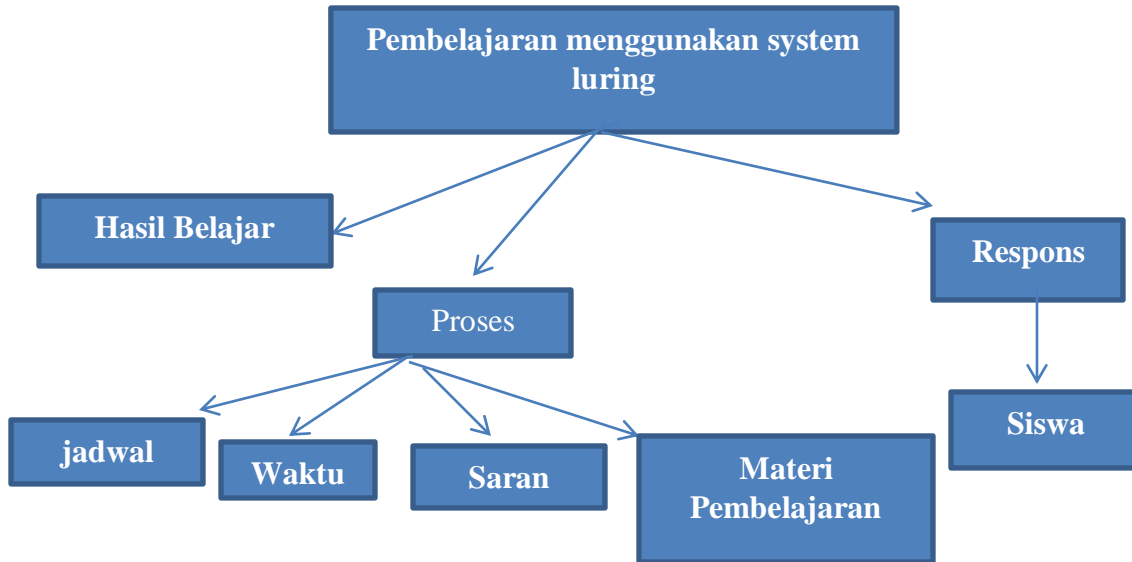 Pembelajaran menggunakan system
luring
Hasil Belajar
Respons
Proses
jadwal
Waktu
Saran
Materi
Pembelajaran
Siswa